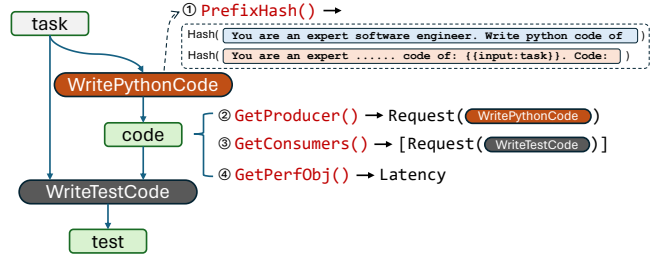 task
① PrefixHash() →
Hash( You are an expert software engineer. Write python code of )
Hash( You are an expert ...... code of: {{input:task}}. Code: )
WritePythonCode
② GetProducer() → Request( WritePythonCode )
code
③ GetConsumers() → [Request( WriteTestCode )]
④ GetPerfObj() → Latency
WriteTestCode
test